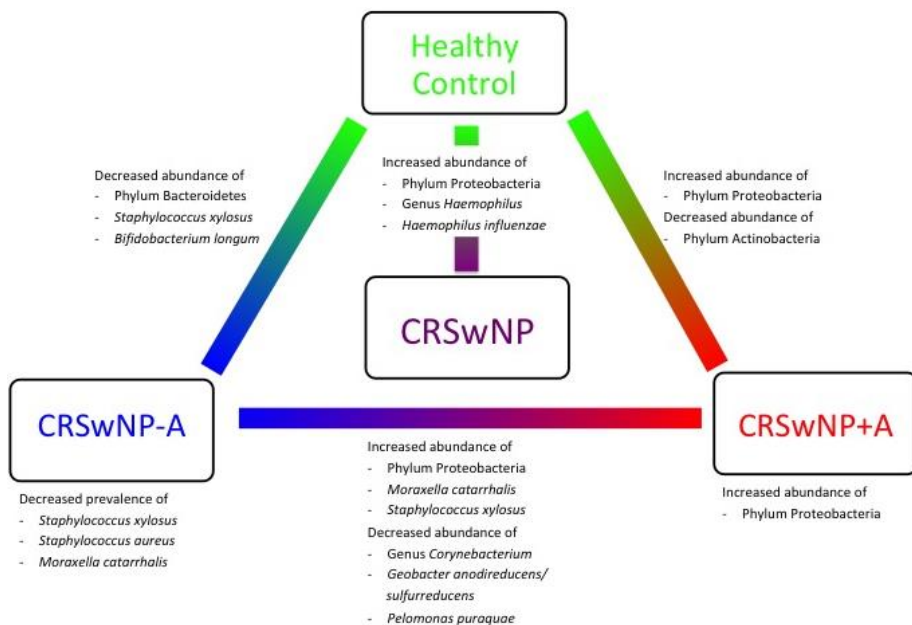 Healthy
Control
Decreased abundance of
- Phylum Bacteroidetes
- Staphylococcus xylosus
- Bifidobacterium longum
Increased abundance of
- Phylum Proteobacteria
- Genus Haemophilus
- Haemophilus influenzae
Increased abundance of
- Phylum Proteobacteria
Decreased abundance of
- Phylum Actinobacteria
CRSwNP
CRSwNP-A
CRSwNP+A
Decreased prevalence of
- Staphylococcus xylosus
- Staphylococcus aureus
- Moraxella catarrhalis
Increased abundance of
- Phylum Proteobacteria
- Moraxella catarrhalis
- Staphylococcus xylosus
Decreased abundance of
- Genus Corynebacterium
- Geobacter anodireducens/
sulfurreducens
- Pelomonas puraquae
Increased abundance of
- Phylum Proteobacteria